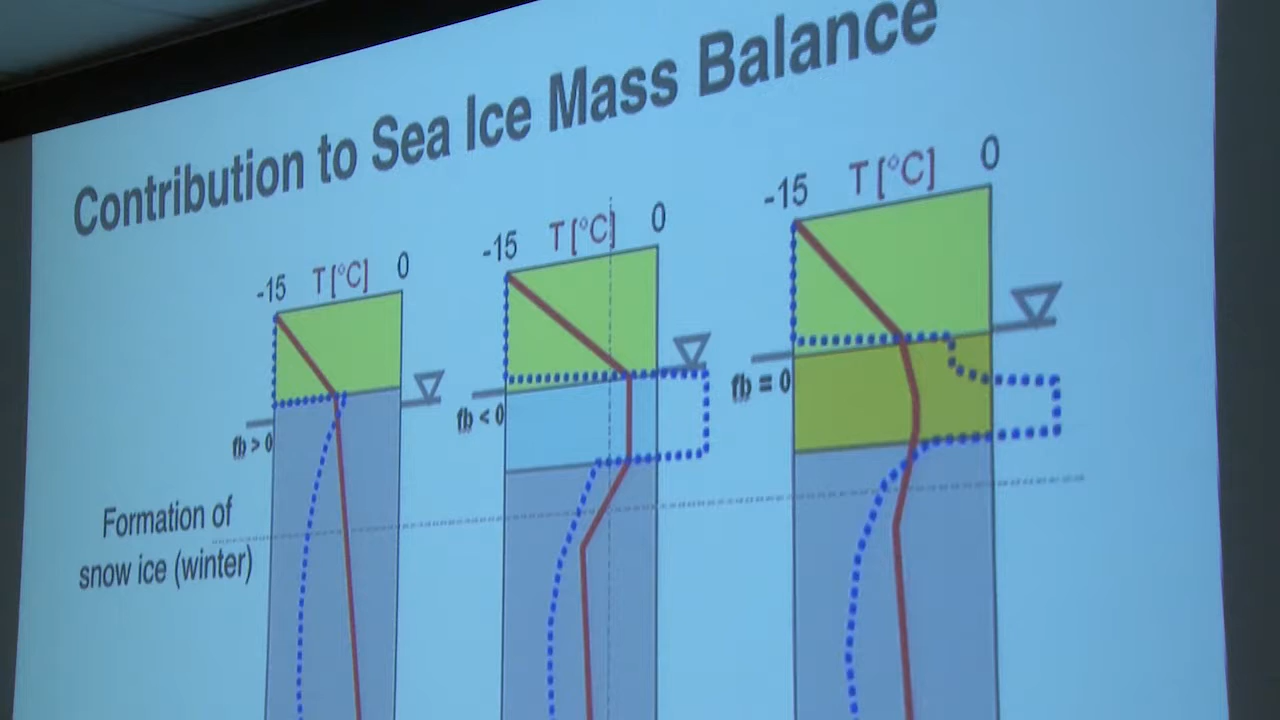 Contribution to Sea Ice Mass Balance
-15 T[°C] 0
-15 T[°C] 0
-15 T[°C] 0
fb > 0
fb < 0
fb = 0
Formation of
snow ice (winter)